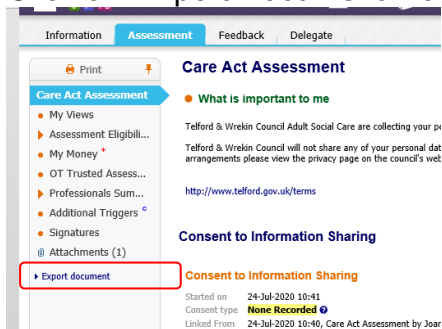 Information Assessment Feedback Delegate
Print
Care Act Assessment
My Views
Assessment Eligibili...
My Money *
OT Trusted Assess...
Professionals Sum...
Additional Triggers c
Signatures
Attachments (1)
Export document
Care Act Assessment
What is important to me
Telford & Wrekin Council Adult Social Care are collecting your
Telford & Wrekin Council will not share any of your personal
arrangements please view the privacy page on the council's
http://www.telford.gov.uk/terms
Consent to Information Sharing
Consent to Information Sharing
Started on 24-Jul-2020 10:41
Consent type None Recorded
Linked From 24-Jul-2020 10:40, Care Act Assessment by